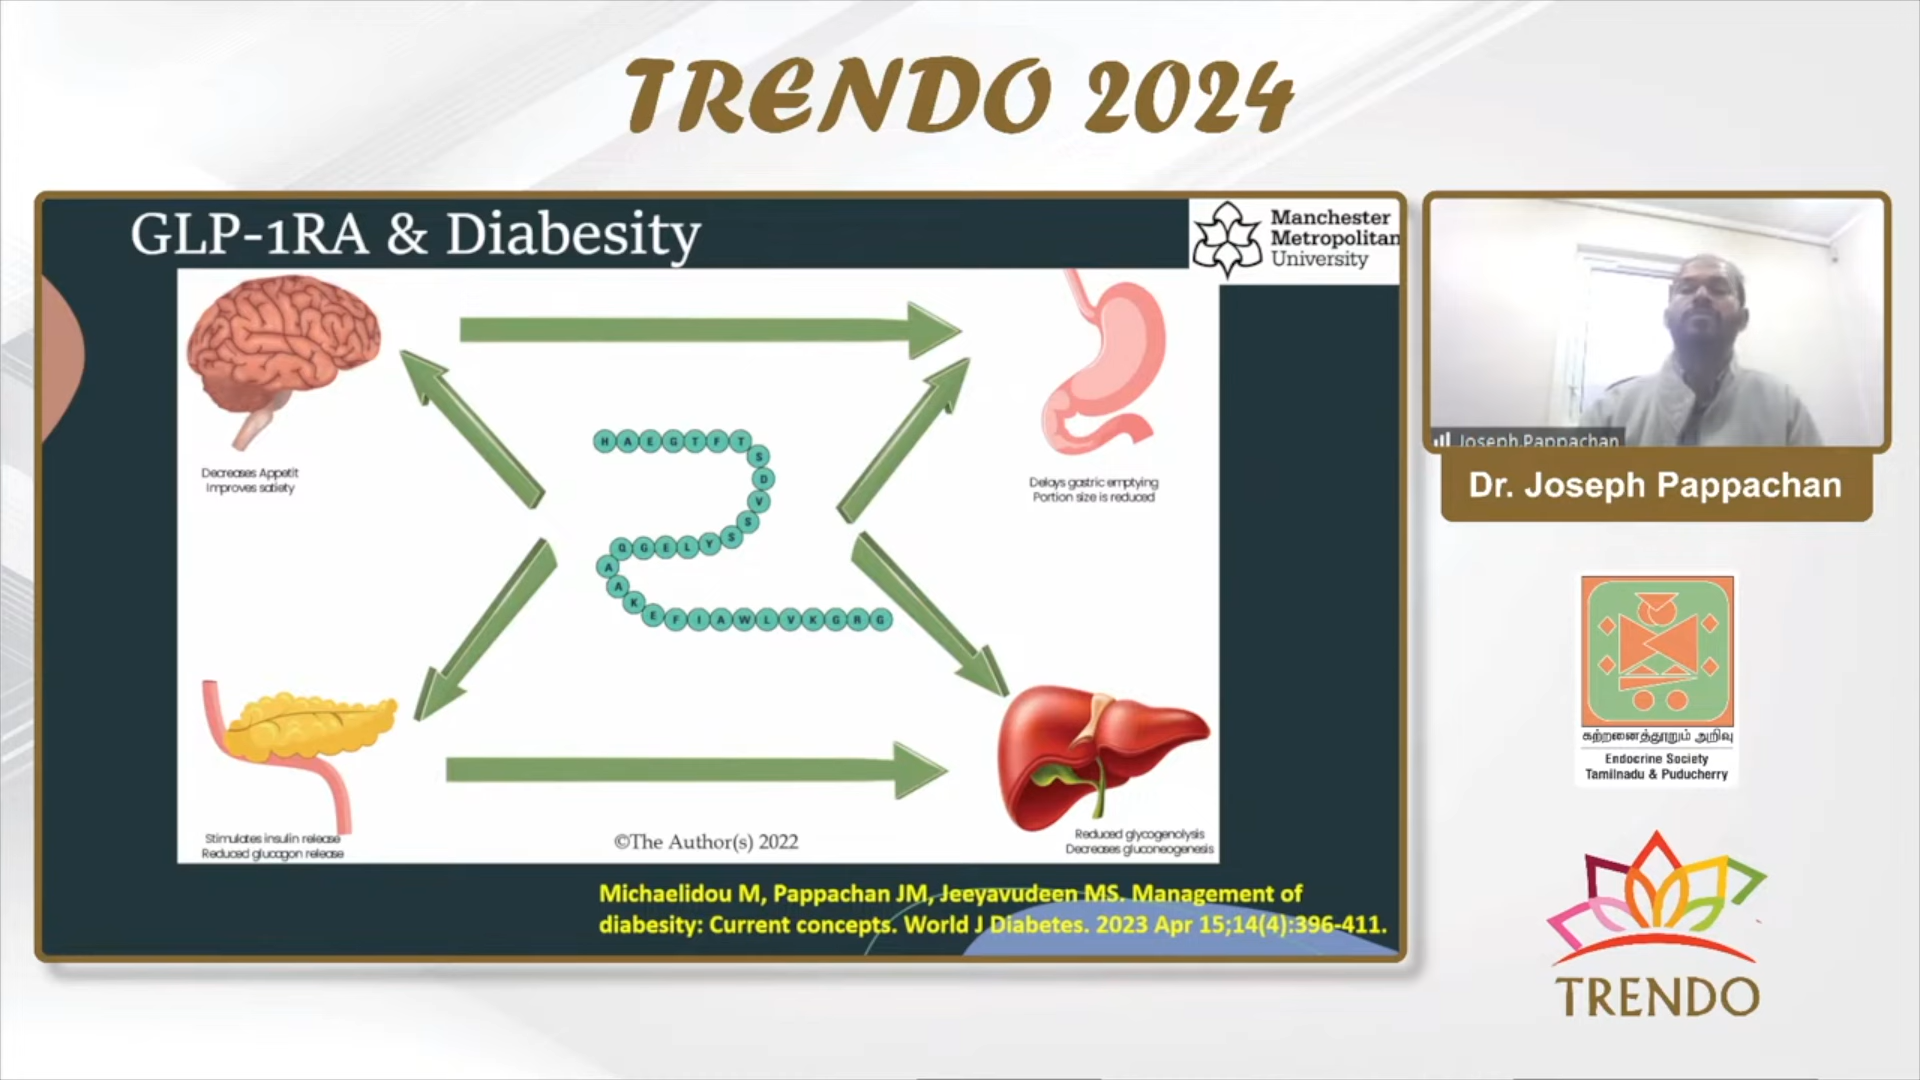 TRENDO 2024
GLP-1RA & Diabesity
Manchester
Metropolitan
University
Decreases Appetit
Improves satiety
Delays gastric emptying
Portion size is reduced
H A E G T F T
S
D
V
S
S
Q G E L Y
A
A
K
E F I A W L V K G R G
Stimulates insulin release
Reduced glucagon release
©The Author(s) 2022
Reduced glycogenolysis
Decreases gluconeogenesis
Michaelidou M, Pappachan JM, Jeeyavudeen MS. Management of
diabesity: Current concepts. World J Diabetes. 2023 Apr 15;14(4):396-411.
Joseph Pappachan
Dr. Joseph Pappachan
கற்றனைத்தூறும் அறிவு
Endocrine Society
Tamilnadu & Puducherry
TRENDO